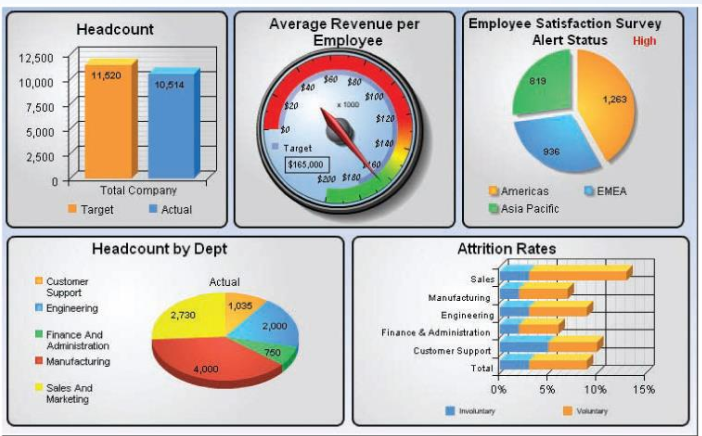 Headcount
12,500
10,000
7,500
5,000
2,500
0
11,520
10,514
Total Company
Target
Actual
Average Revenue per
Employee
$0
$20
$40
$60
$80
$100
$120
$140
$160
$180
$200
x 1000
Target
$165,000
Employee Satisfaction Survey
Alert Status High
819
1,263
936
Americas
EMEA
Asia Pacific
Headcount by Dept
Customer
Support
Engineering
Finance And
Administration
Manufacturing
Sales And
Marketing
Actual
1,035
2,730
2,000
750
4,000
Attrition Rates
Sales
Manufacturing
Engineering
Finance & Administration
Customer Support
Total
0% 5% 10% 15%
Involuntary
Voluntary